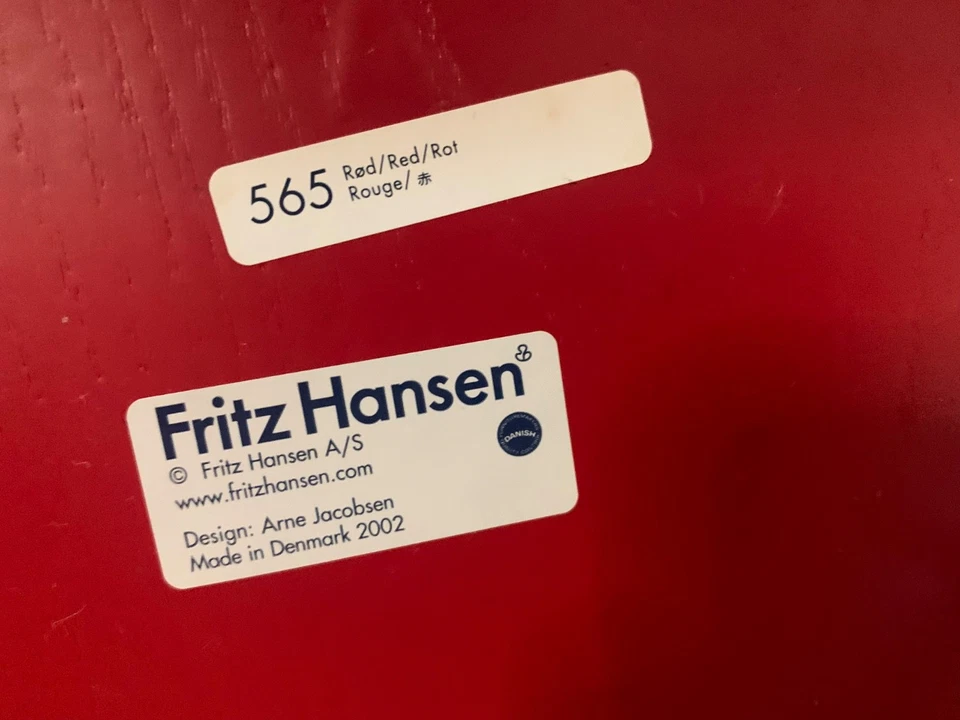 565 Rød/Red/Rot
Rouge/ 赤
Fritz Hansen
© Fritz Hansen A/S
www.fritzhansen.com
DANISH
Design: Arne Jacobsen
Made in Denmark 2002